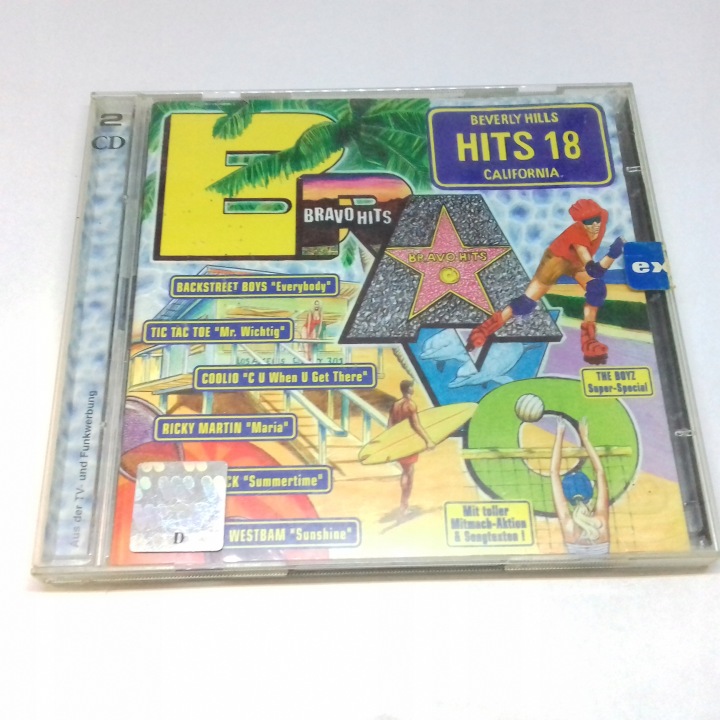 2
CD
BEVERLY HILLS
HITS 18
CALIFORNIA
BRAVO
BRAVO HITS
BRAVO HITS
ex
BACKSTREET BOYS "Everybody"
TIC TAC TOE "Mr. Wichtig"
COOLIO "C U When U Get There"
THE BOYZ
Super-Special
RICKY MARTIN "Maria"
CK "Summertime"
WESTBAM "Sunshine"
Mit toller
Mitmach-Aktion
& Songtexten !
D
Aus der TV- und Funkwerbung